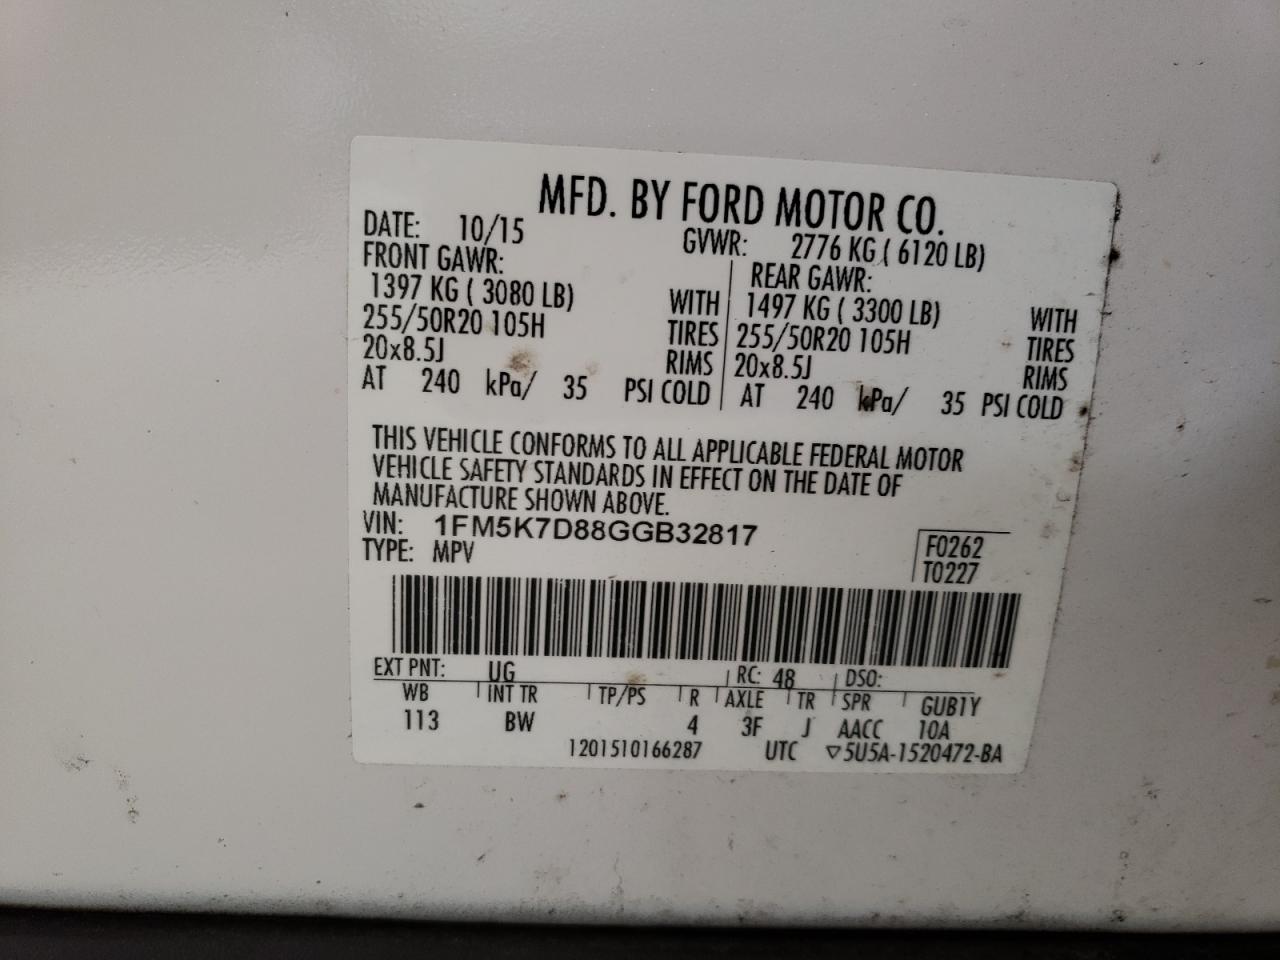 MFD. BY FORD MOTOR CO.
DATE: 10/15 GVWR: 2776 KG ( 6120 LB)
FRONT GAWR: REAR GAWR:
1397 KG ( 3080 LB) WITH 1497 KG ( 3300 LB) WITH
255/50R20 105H TIRES 255/50R20 105H TIRES
20x8.5J RIMS 20x8.5J RIMS
AT 240 kPa/ 35 PSI COLD AT 240 kPa/ 35 PSI COLD
THIS VEHICLE CONFORMS TO ALL APPLICABLE FEDERAL MOTOR
VEHICLE SAFETY STANDARDS IN EFFECT ON THE DATE OF
MANUFACTURE SHOWN ABOVE.
VIN: 1FM5K7D88GGB32817 F0262
TYPE: MPV T0227
EXT PNT: UG RC: 48 DSO:
WB INT TR TP/PS R AXLE TR SPR GUB1Y
113 BW 4 3F J AACC 10A
1201510166287 UTC ▽5U5A-1520472-BA